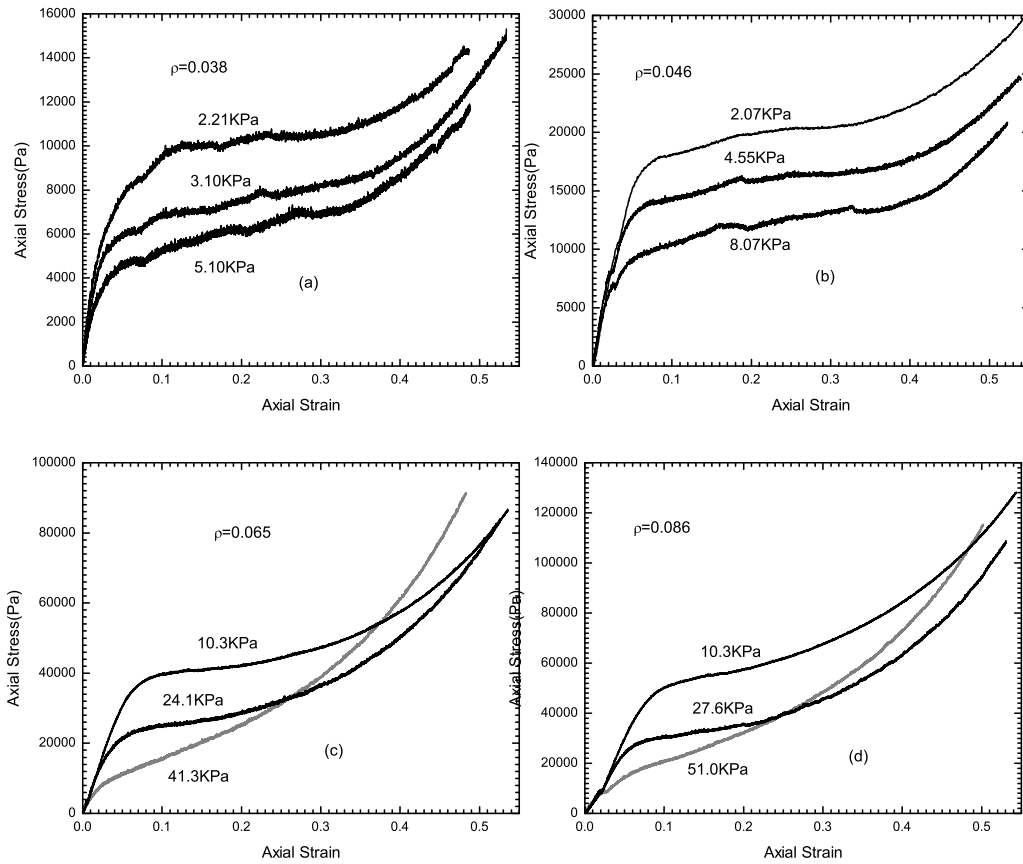 16000
14000
12000
10000
8000
6000
4000
2000
0
Axial Stress(Pa)
ρ=0.038
2.21KPa
3.10KPa
5.10KPa
(a)
0.0 0.1 0.2 0.3 0.4 0.5
Axial Strain
30000
25000
20000
15000
10000
5000
0
Axial Stress(Pa)
ρ=0.046
2.07KPa
4.55KPa
8.07KPa
(b)
0.0 0.1 0.2 0.3 0.4 0.5
Axial Strain
100000
80000
60000
40000
20000
0
Axial Stress(Pa)
ρ=0.065
10.3KPa
24.1KPa
41.3KPa
(c)
0.0 0.1 0.2 0.3 0.4 0.5
Axial Strain
140000
120000
100000
80000
60000
40000
20000
0
Axial Stress(Pa)
ρ=0.086
10.3KPa
27.6KPa
51.0KPa
(d)
0.0 0.1 0.2 0.3 0.4 0.5
Axial Strain